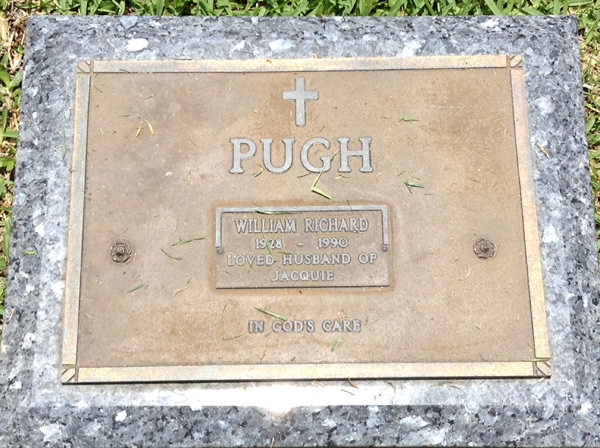 PUGH
WILLIAM RICHARD
1928 - 1990
LOVED HUSBAND OF
JACQUIE
IN GOD'S CARE